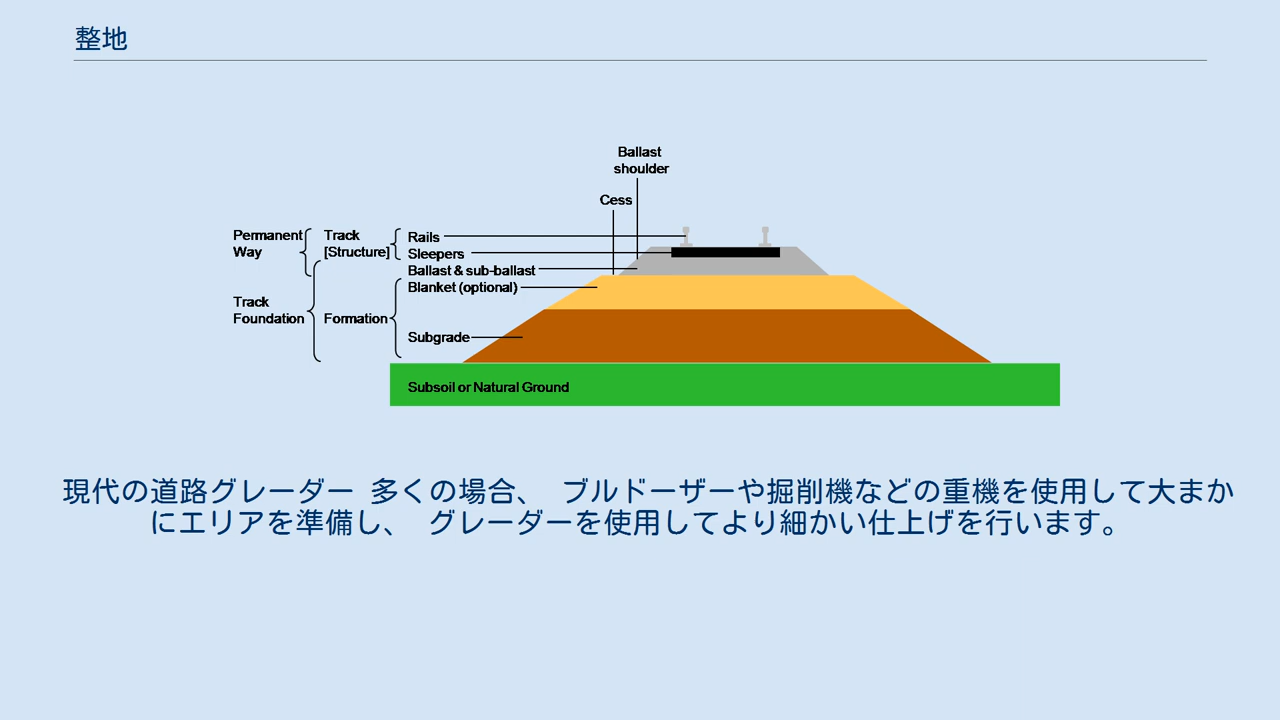 整地
Ballast
shoulder
Cess
Permanent
Way
Track
[Structure]
Rails
Sleepers
Ballast & sub-ballast
Blanket (optional)
Track
Foundation
Formation
Subgrade
Subsoil or Natural Ground
現代の道路グレーダー 多くの場合、 ブルドーザーや掘削機などの重機を使用して大まか
にエリアを準備し、 グレーダーを使用してより細かい仕上げを行います。